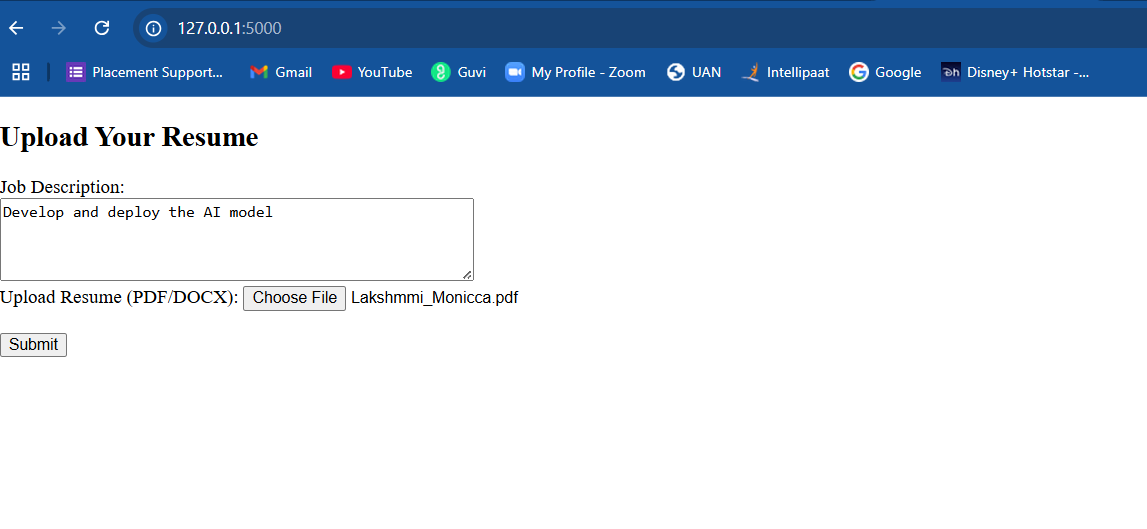 127.0.0.1:5000
Placement Support... Gmail YouTube Guvi My Profile - Zoom UAN Intellipaat Google Disney+ Hotstar -...
Upload Your Resume
Job Description:
Develop and deploy the AI model
Upload Resume (PDF/DOCX): Choose File Lakshmmi_Monicca.pdf
Submit